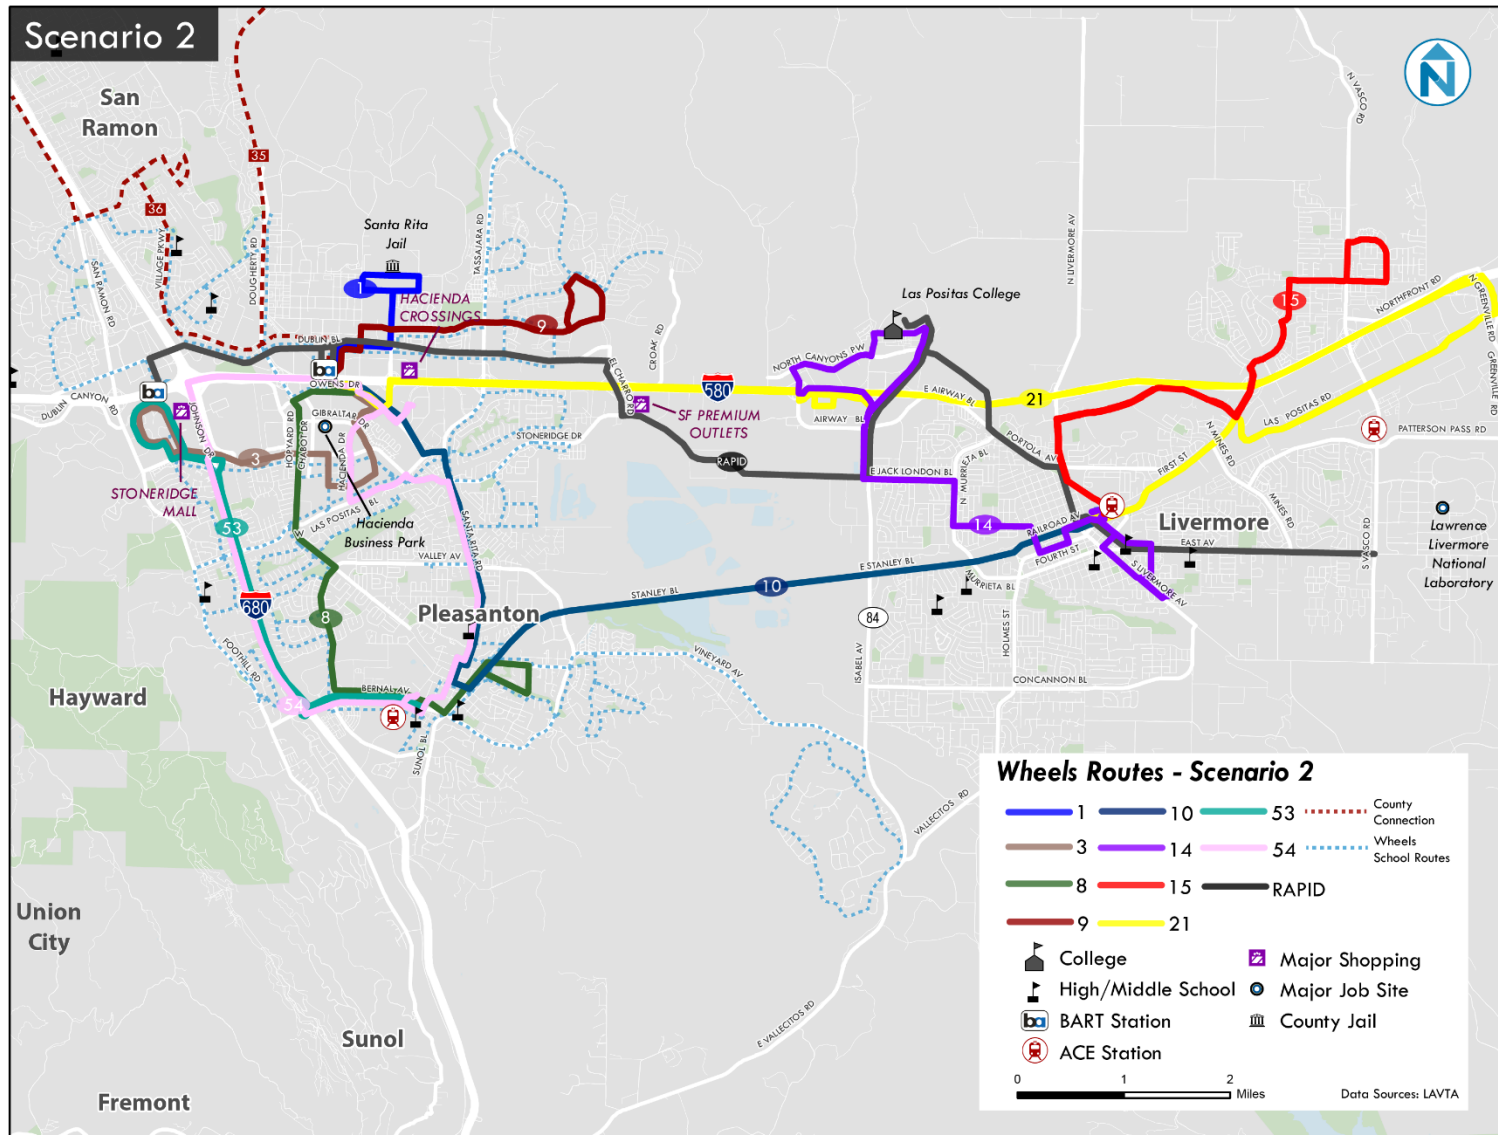 Scenario 2
San
Ramon
35
36
Santa Rita
Jail
1
HACIENDA
CROSSINGS
9
VILLAGE PKWY
DOUGHERTY RD
SAN RAMON RD
TASSAJARA RD
DUBLIN BL
CROAK RD
EL CHARRO RD
N LIVERMORE AV
N VASCO RD
Las Positas College
15
NORTHFRONT RD
N GREENVILLE RD
GREENVILLE RD
NORTH CANYONS PW
ba
OWENS DR
ba
DUBLIN
CANYON RD
JOHNSON DR
HOPYARD RD
CHABOT DR
GIBRALTAR DR
HACIENDA DR
580
SF PREMIUM
OUTLETS
E AIRWAY BL
21
AIRWAY BL
LAS POSITAS RD
PATTERSON PASS RD
PORTOLA AV
FIRST ST
N MINES RD
MINES RD
3
STONERIDGE DR
STONERIDGE
MALL
RAPID
E JACK LONDON BL
N MURRIETA BL
53
W LAS POSITAS BL
Hacienda
Business Park
SANTA RITA RD
VALLEY AV
14
RAILROAD AV
FOURTH ST
Livermore
EAST AV
S VASCO RD
Lawrence
Livermore
National
Laboratory
E STANLEY BL
STANLEY BL
10
MURRIETA BL
S LIVERMORE AV
680
8
Pleasanton
84
HOLMES ST
ISABEL AV
FOOTHILL RD
VINEYARD AV
CONCANNON BL
Hayward
54
BERNAL AV
SUNOL BL
VALLECITOS RD
Union
City
E VALLECITOS RD
Sunol
Fremont
Wheels Routes - Scenario 2
1 10 53 County
Connection
3 14 54 Wheels
School Routes
8 15 RAPID
9 21
College Major Shopping
High/Middle School Major Job Site
ba BART Station County Jail
ACE Station
0 1 2
Miles
Data Sources: LAVTA
N